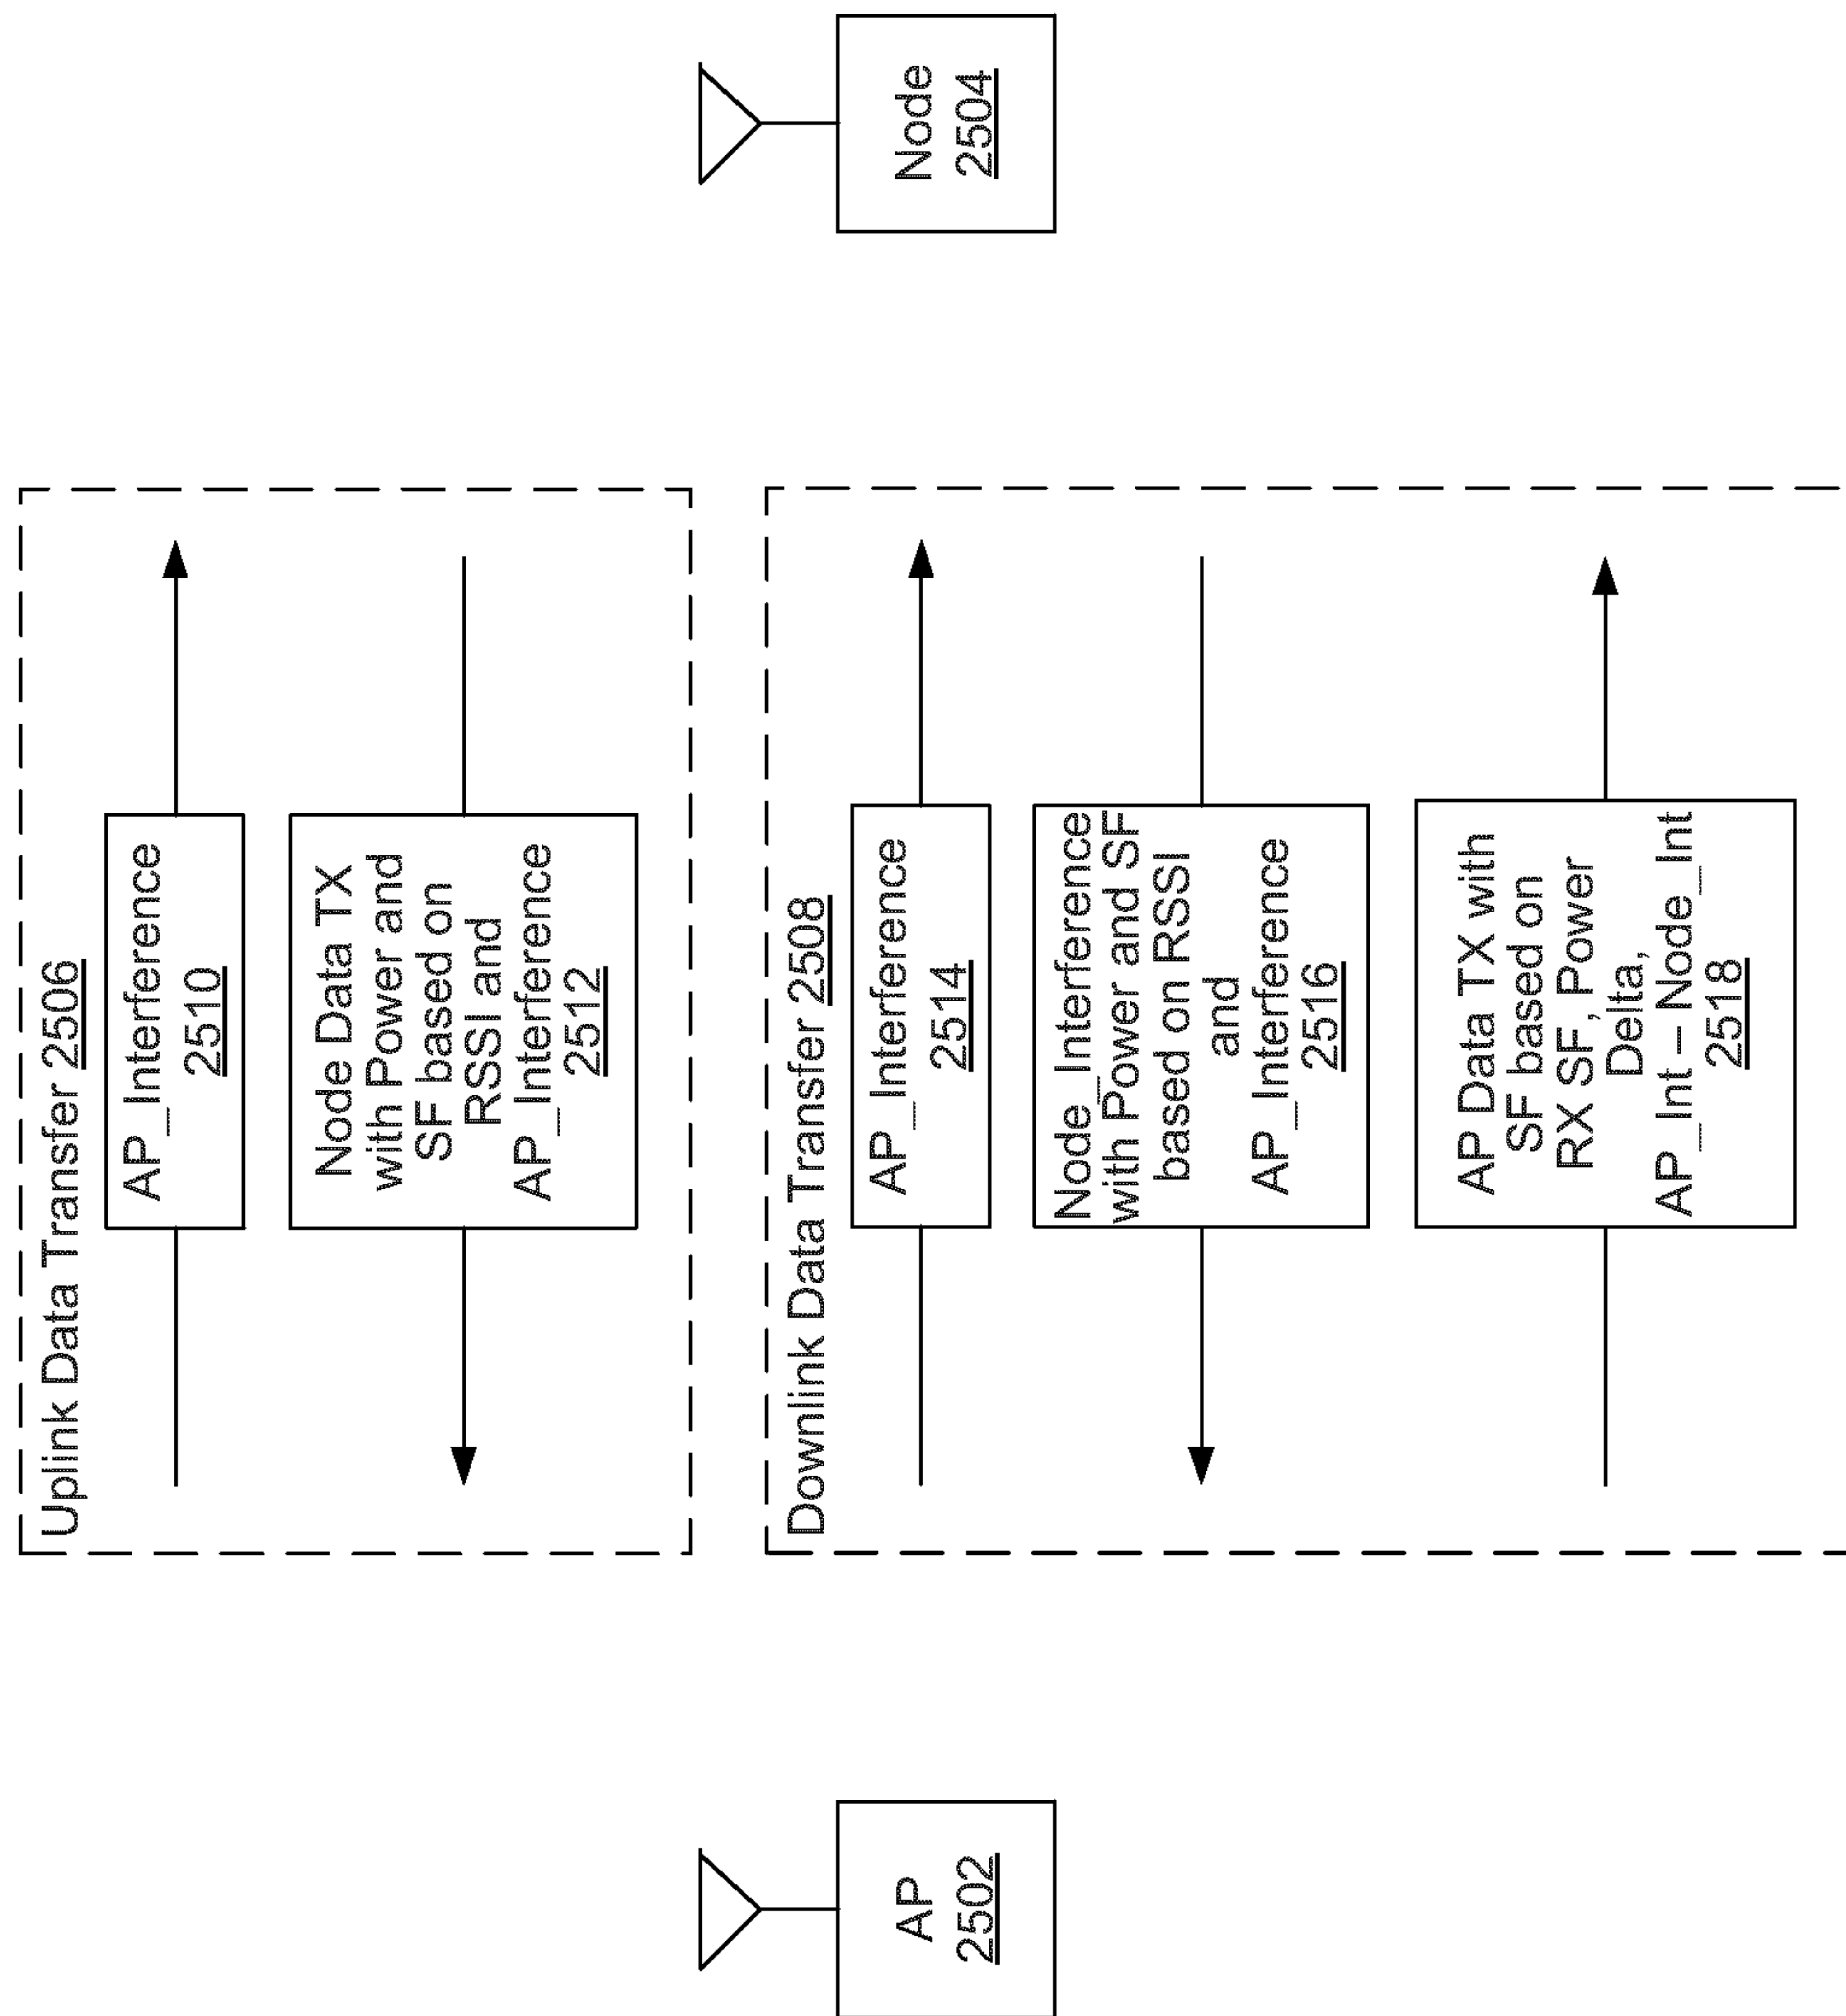 Uplink Data Transfer 2506
AP_Interference
2510
Node Data TX
with Power and
SF based on
RSSI and
AP_Interference
2512
AP
2502
Node
2504
Downlink Data Transfer 2508
AP_Interference
2514
Node_Interference
with Power and SF
based on RSSI
and
AP_Interference
2516
AP Data TX with
SF based on
RX SF, Power
Delta,
AP_Int – Node_Int
2518